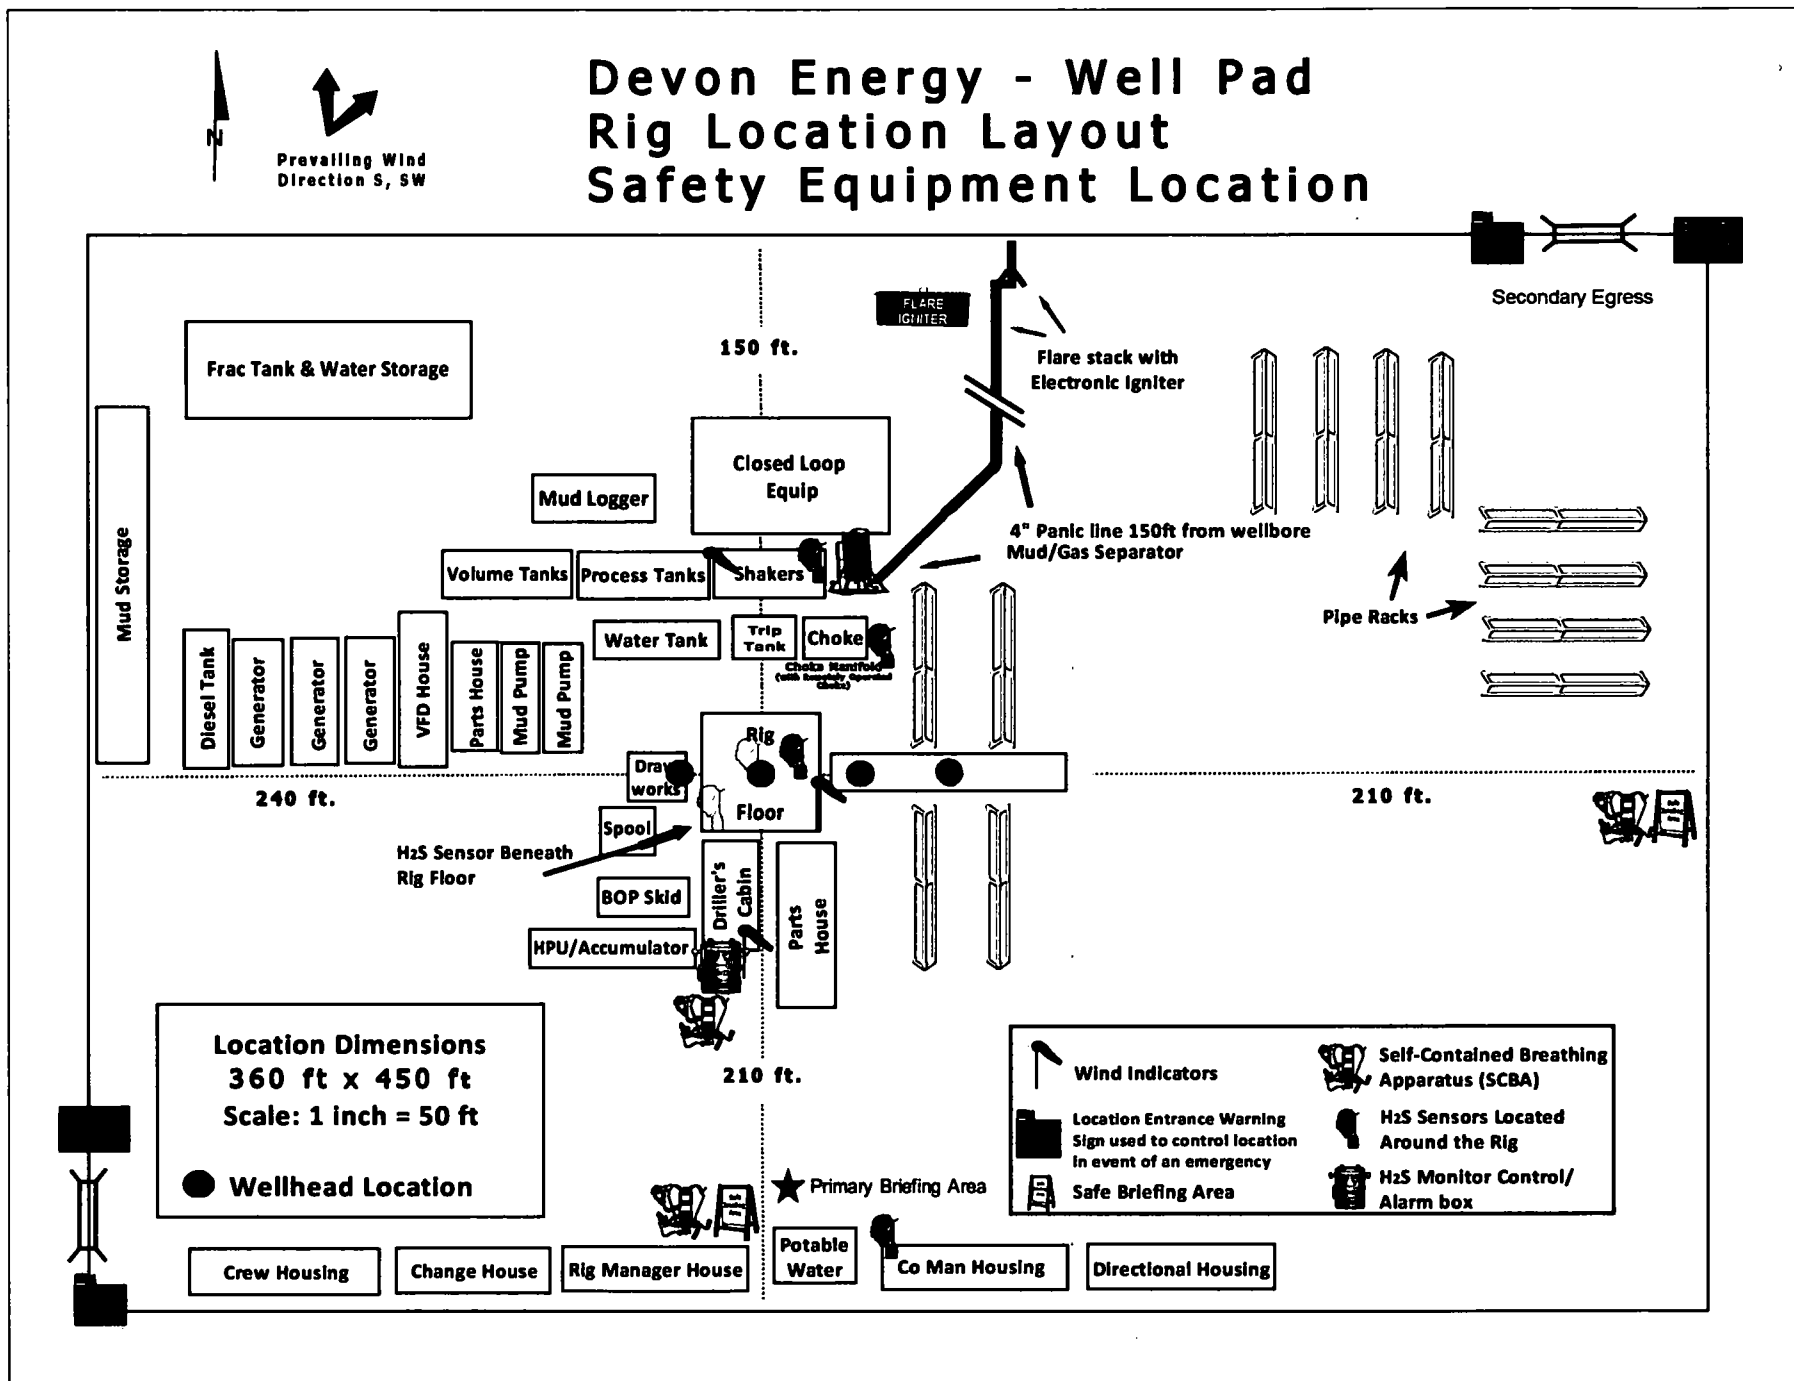 Devon Energy - Well Pad
Rig Location Layout
Safety Equipment Location
N
Prevailing Wind
Direction S, SW
Secondary Egress
FLARE
IGNITER
150 ft.
Flare stack with
Electronic Igniter
Frac Tank & Water Storage
Closed Loop
Equip
Mud Logger
4" Panic line 150ft from wellbore
Mud/Gas Separator
Mud Storage
Volume Tanks
Process Tanks
Shakers
Pipe Racks
Water Tank
Trip
Tank
Choke
Choke Manifold
(with Remotely Operated
Choke)
Diesel Tank
Generator
Generator
Generator
VFD House
Parts House
Mud Pump
Mud Pump
Rig
Floor
Draw
works
240 ft.
210 ft.
Spool
H2S Sensor Beneath
Rig Floor
BOP Skid
Driller's
Cabin
Parts
House
HPU/Accumulator
210 ft.
Location Dimensions
360 ft x 450 ft
Scale: 1 inch = 50 ft
Wellhead Location
Wind Indicators
Location Entrance Warning
Sign used to control location
in event of an emergency
Safe Briefing Area
Self-Contained Breathing
Apparatus (SCBA)
H2S Sensors Located
Around the Rig
H2S Monitor Control/
Alarm box
Primary Briefing Area
Crew Housing
Change House
Rig Manager House
Potable
Water
Co Man Housing
Directional Housing